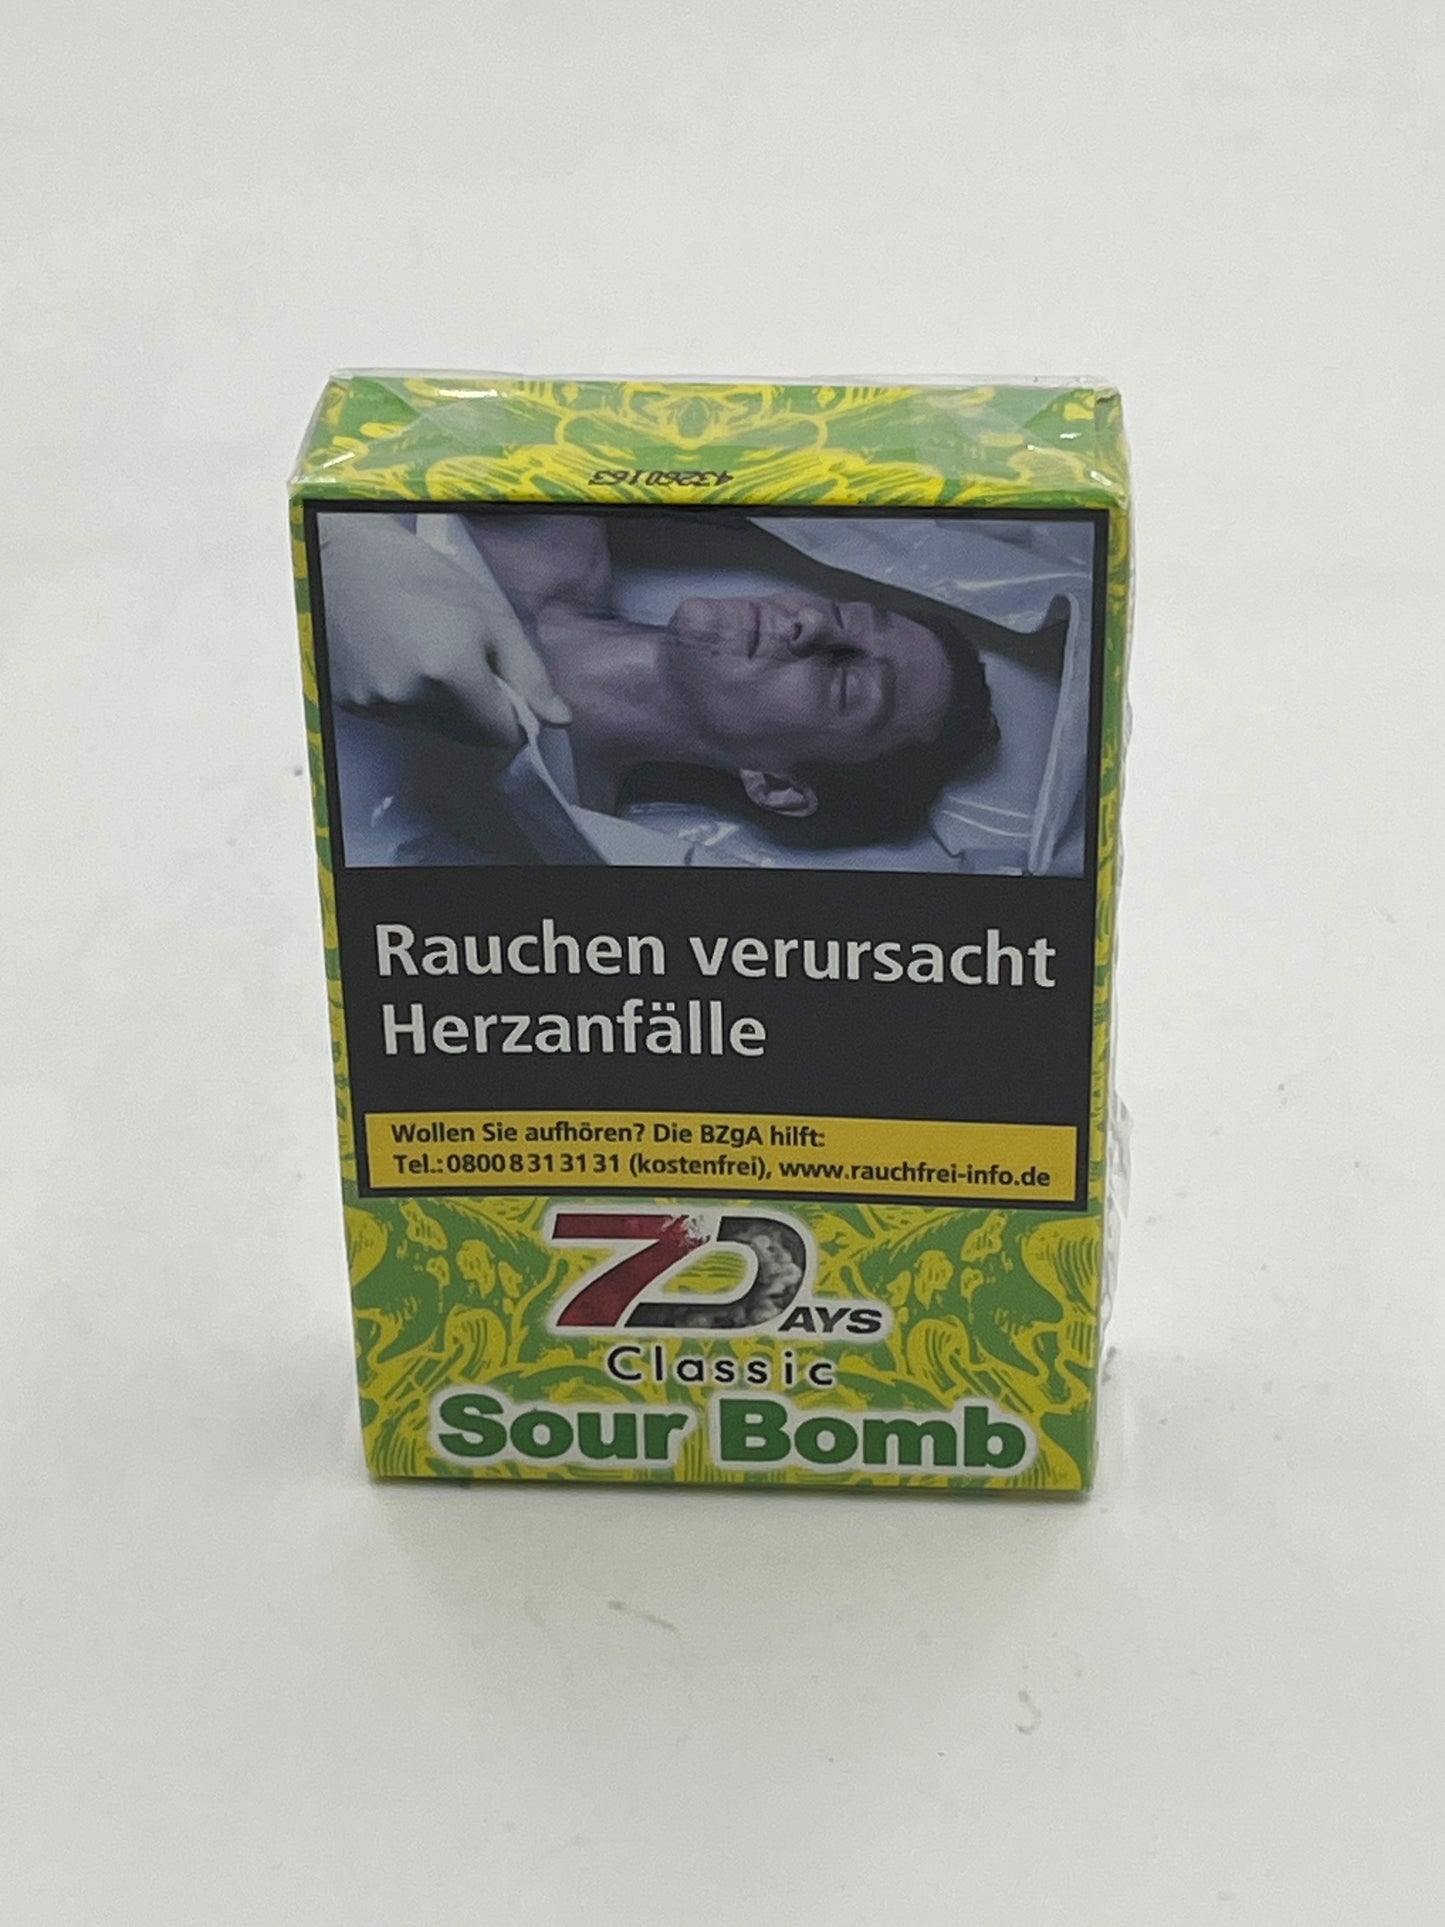 43260163
Rauchen verursacht
Herzanfälle
Wollen Sie aufhören? Die BZgA hilft:
Tel.: 0800 8 31 31 31 (kostenfrei), www.rauchfrei-info.de
7DAYS
Classic
Sour Bomb